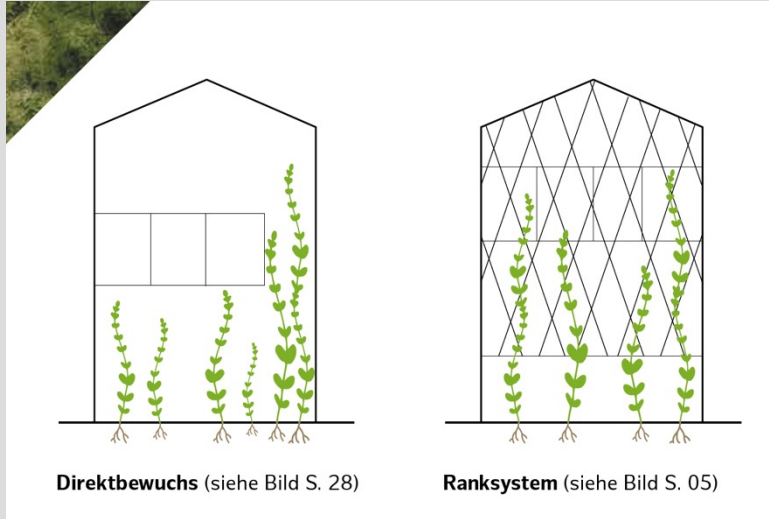 Direktbewuchs (siehe Bild S. 28)
Ranksystem (siehe Bild S. 05)